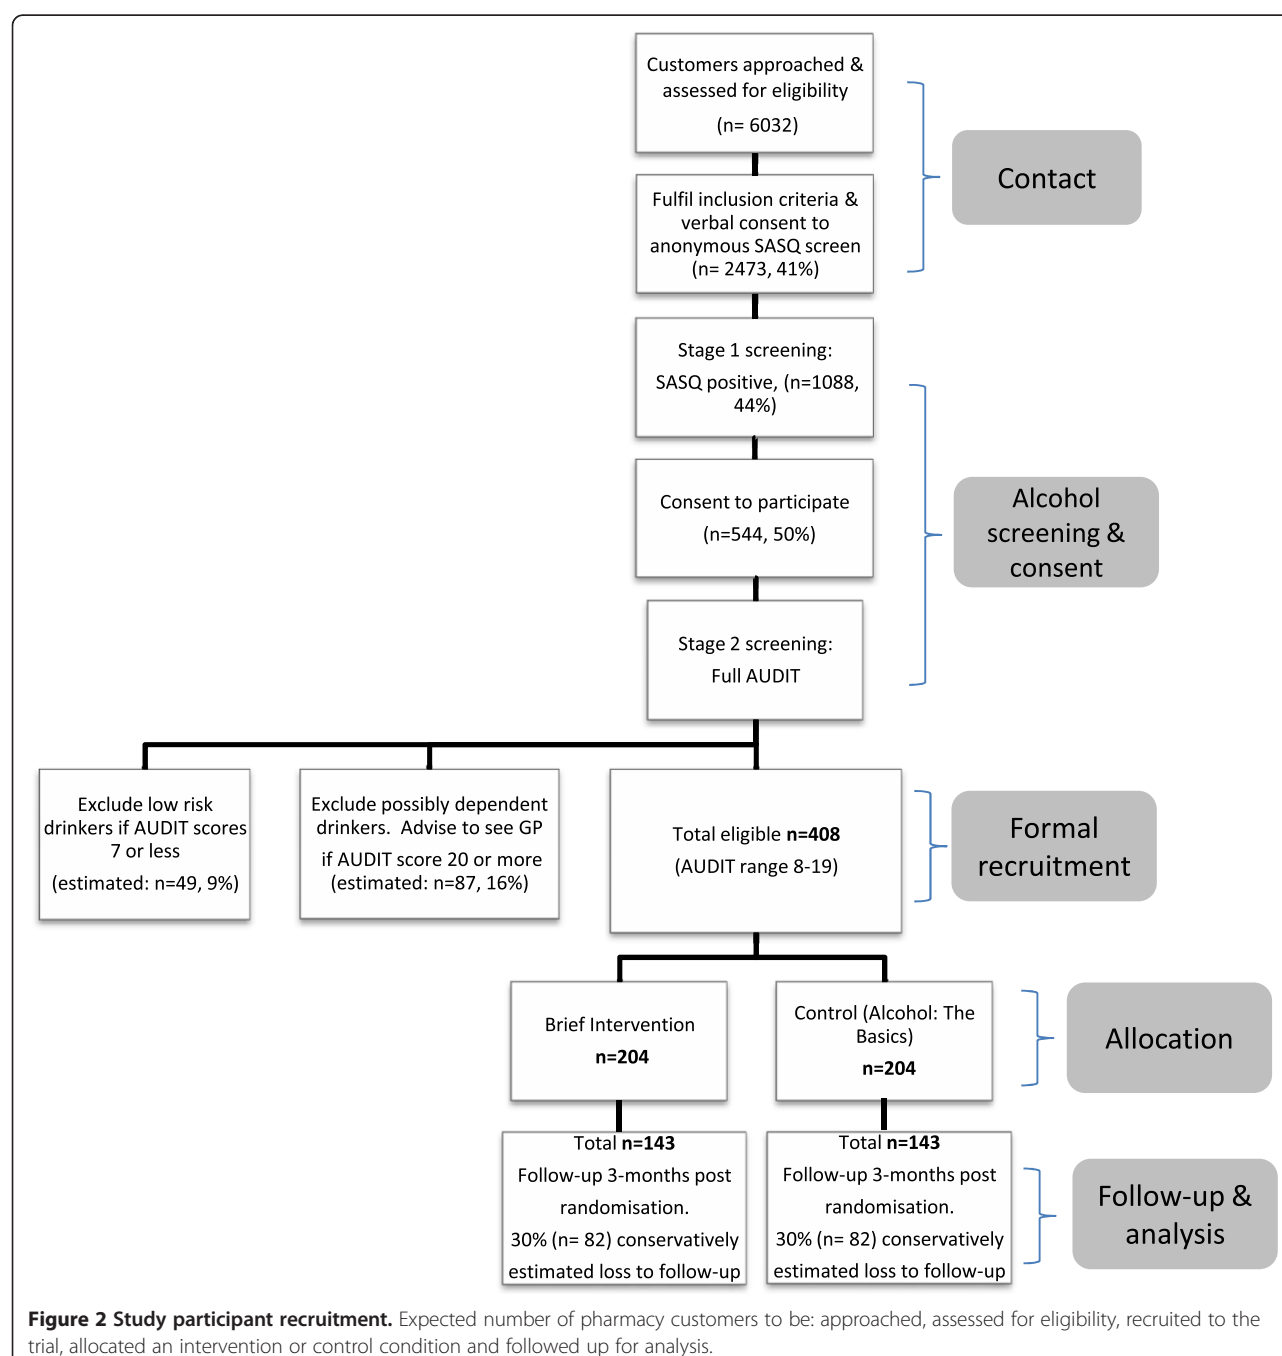 Customers approached &
assessed for eligibility
(n= 6032)
Contact
Fulfil inclusion criteria &
verbal consent to
anonymous SASQ screen
(n= 2473, 41%)
Stage 1 screening:
SASQ positive, (n=1088,
44%)
Consent to participate
(n=544, 50%)
Alcohol
screening &
consent
Stage 2 screening:
Full AUDIT
Exclude low risk
drinkers if AUDIT scores
7 or less
(estimated: n=49, 9%)
Exclude possibly dependent
drinkers. Advise to see GP
if AUDIT score 20 or more
(estimated: n=87, 16%)
Total eligible n=408
(AUDIT range 8-19)
Formal
recruitment
Brief Intervention
n=204
Control (Alcohol: The
Basics)
n=204
Allocation
Total n=143
Follow-up 3-months post
randomisation.
30% (n= 82) conservatively
estimated loss to follow-up
Total n=143
Follow-up 3-months post
randomisation.
30% (n= 82) conservatively
estimated loss to follow-up
Follow-up &
analysis
Figure 2 Study participant recruitment. Expected number of pharmacy customers to be: approached, assessed for eligibility, recruited to the
trial, allocated an intervention or control condition and followed up for analysis.